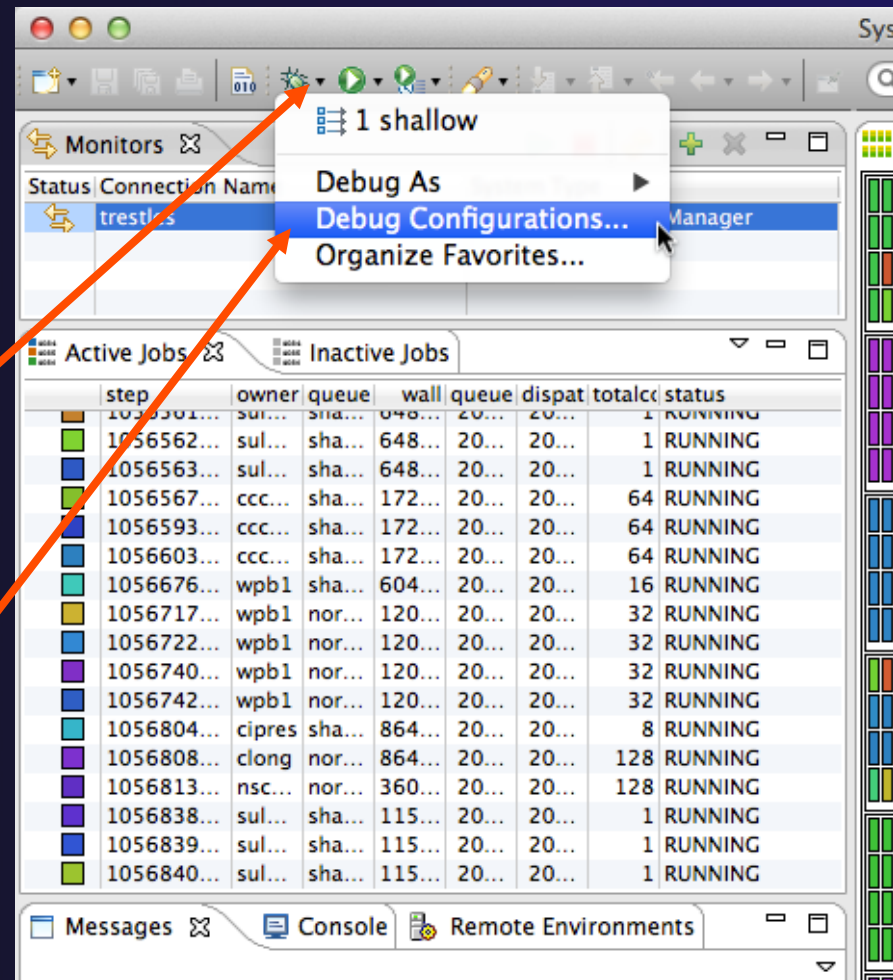 Sys
010
1 shallow
Monitors
Debug As
Status Connection Name
trestles Debug Configurations... Manager
Organize Favorites...
Active Jobs Inactive Jobs
step owner queue wall queue dispat totalcc status
1056562... sul... sha... 648... 20... 20... 1 RUNNING
1056563... sul... sha... 648... 20... 20... 1 RUNNING
1056567... ccc... sha... 172... 20... 20... 64 RUNNING
1056593... ccc... sha... 172... 20... 20... 64 RUNNING
1056603... ccc... sha... 172... 20... 20... 64 RUNNING
1056676... wpb1 sha... 604... 20... 20... 16 RUNNING
1056717... wpb1 nor... 120... 20... 20... 32 RUNNING
1056722... wpb1 nor... 120... 20... 20... 32 RUNNING
1056740... wpb1 nor... 120... 20... 20... 32 RUNNING
1056742... wpb1 nor... 120... 20... 20... 32 RUNNING
1056804... cipres sha... 864... 20... 20... 8 RUNNING
1056808... clong nor... 864... 20... 20... 128 RUNNING
1056813... nsc... nor... 360... 20... 20... 128 RUNNING
1056838... sul... sha... 115... 20... 20... 1 RUNNING
1056839... sul... sha... 115... 20... 20... 1 RUNNING
1056840... sul... sha... 115... 20... 20... 1 RUNNING
Messages Console Remote Environments